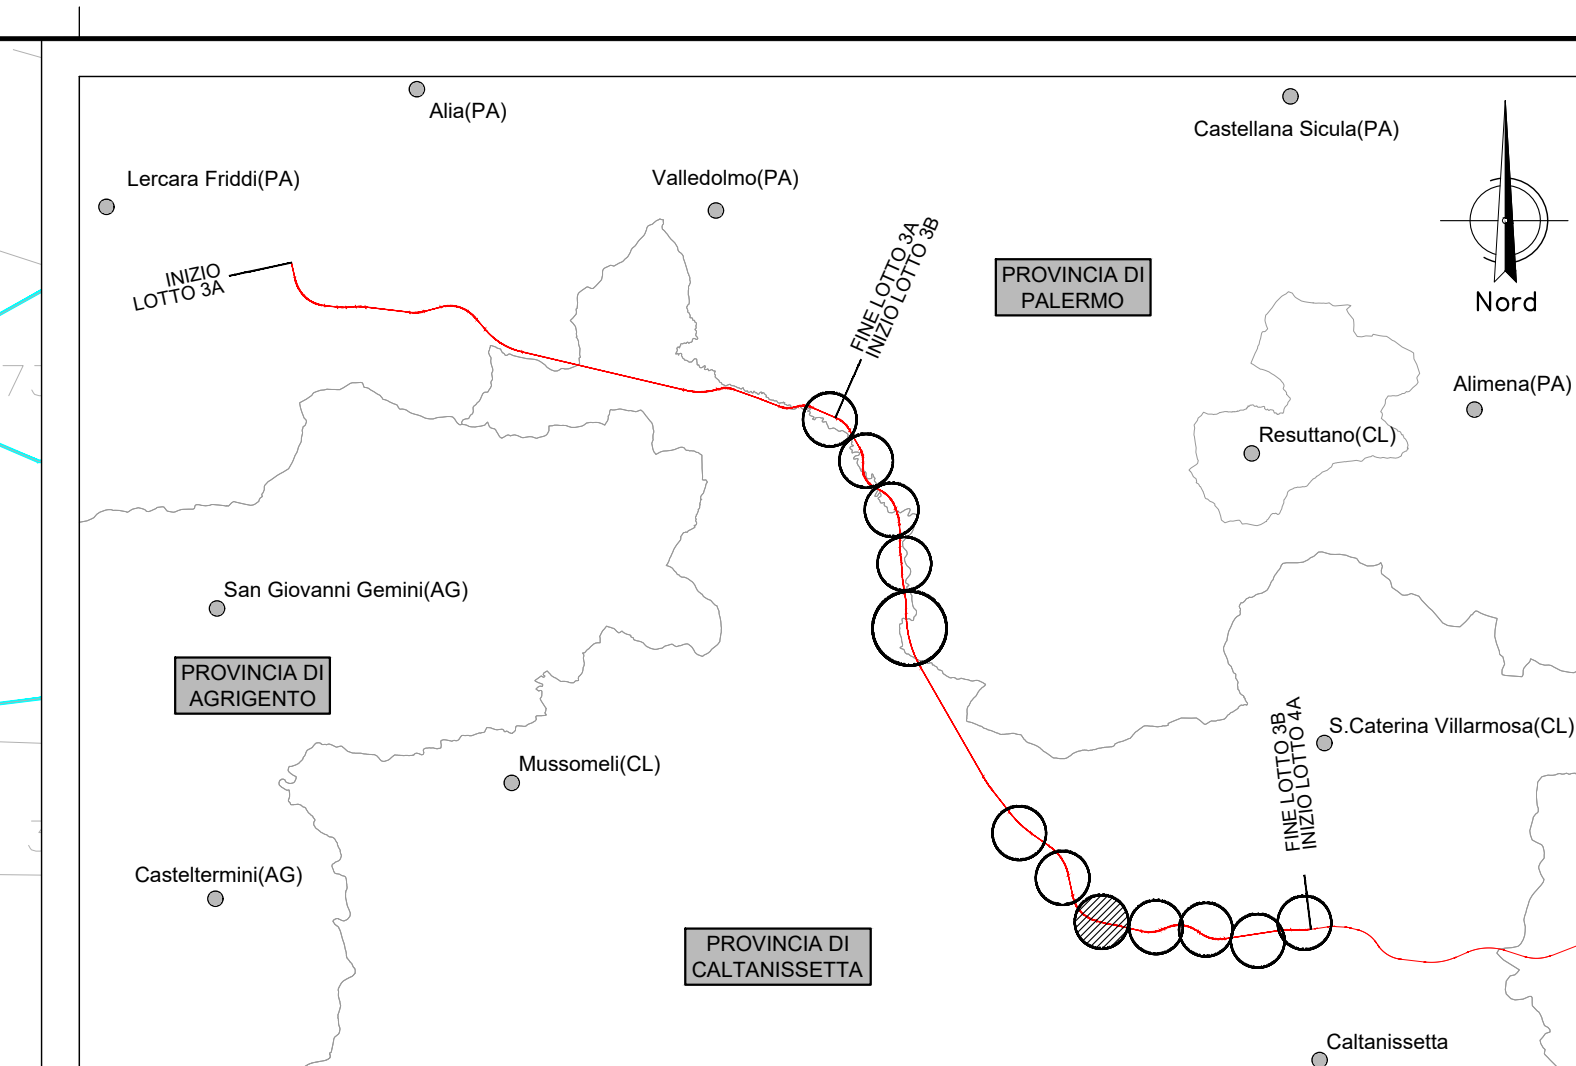 Alia(PA)
Castellana Sicula(PA)
Lercara Friddi(PA)
Valledolmo(PA)
INIZIO
LOTTO 3A
FINE LOTTO 3A
INIZIO LOTTO 3B
PROVINCIA DI
PALERMO
Nord
Alimena(PA)
Resuttano(CL)
San Giovanni Gemini(AG)
PROVINCIA DI
AGRIGENTO
FINE LOTTO 3B
INIZIO LOTTO 4A
S.Caterina Villarmosa(CL)
Mussomeli(CL)
Casteltermini(AG)
PROVINCIA DI
CALTANISSETTA
Caltanissetta